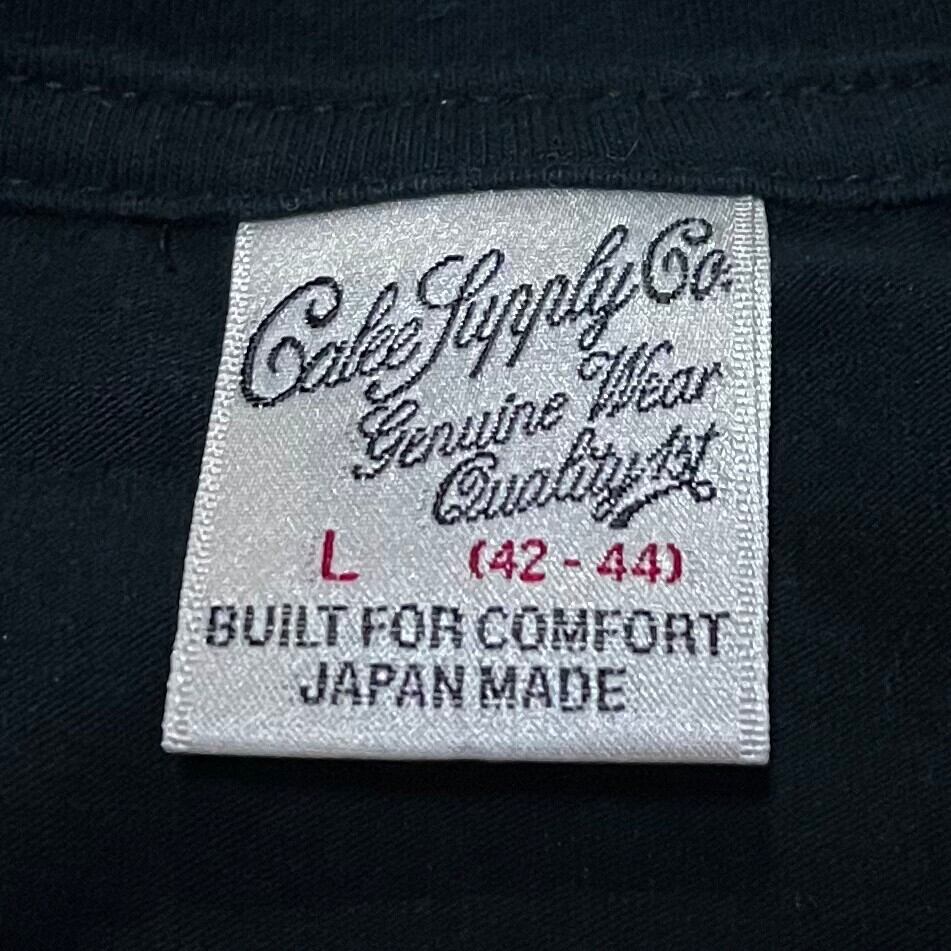 Calee Supply Co.
Genuine Wear
Quality 1st
L (42 - 44)
BUILT FOR COMFORT
JAPAN MADE